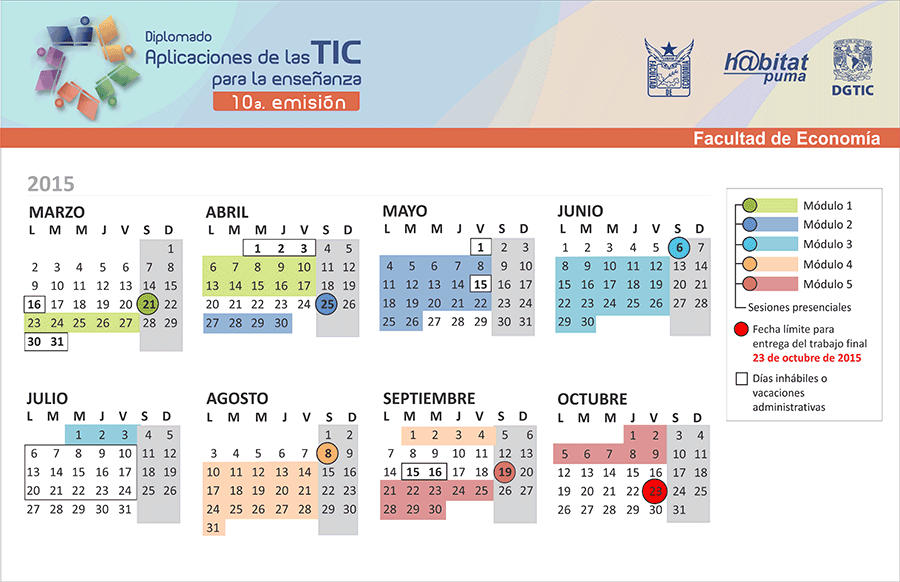 Diplomado
Aplicaciones de las TIC
para la enseñanza
10a. emisión
FACULTAD
DE
ECONOMÍA
h@bitat
puma
DGTIC
Facultad de Economía
2015
MARZO
L M M J V S D
1
2 3 4 5 6 7 8
9 10 11 12 13 14 15
16 17 18 19 20 21 22
23 24 25 26 27 28 29
30 31
ABRIL
L M M J V S D
1 2 3 4 5
6 7 8 9 10 11 12
13 14 15 16 17 18 19
20 21 22 23 24 25 26
27 28 29 30
MAYO
L M M J V S D
1 2 3
4 5 6 7 8 9 10
11 12 13 14 15 16 17
18 19 20 21 22 23 24
25 26 27 28 29 30 31
JUNIO
L M M J V S D
1 2 3 4 5 6 7
8 9 10 11 12 13 14
15 16 17 18 19 20 21
22 23 24 25 26 27 28
29 30
Módulo 1
Módulo 2
Módulo 3
Módulo 4
Módulo 5
Sesiones presenciales
Fecha límite para
entrega del trabajo final
23 de octubre de 2015
Días inhábiles o
vacaciones
administrativas
JULIO
L M M J V S D
1 2 3 4 5
6 7 8 9 10 11 12
13 14 15 16 17 18 19
20 21 22 23 24 25 26
27 28 29 30 31
AGOSTO
L M M J V S D
1 2
3 4 5 6 7 8 9
10 11 12 13 14 15 16
17 18 19 20 21 22 23
24 25 26 27 28 29 30
31
SEPTIEMBRE
L M M J V S D
1 2 3 4 5 6
7 8 9 10 11 12 13
14 15 16 17 18 19 20
21 22 23 24 25 26 27
28 29 30
OCTUBRE
L M M J V S D
1 2 3 4
5 6 7 8 9 10 11
12 13 14 15 16 17 18
19 20 21 22 23 24 25
26 27 28 29 30 31